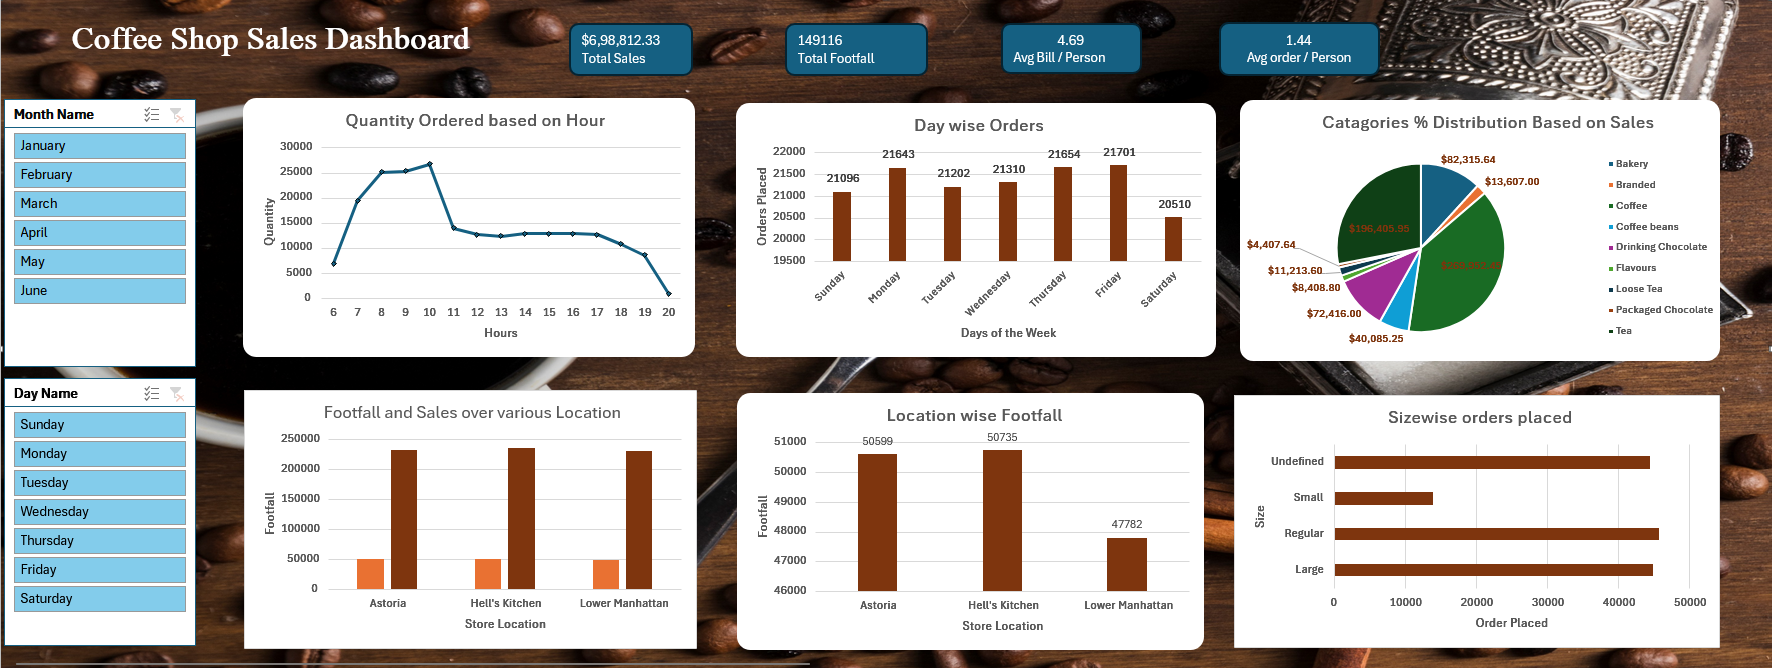 Coffee Shop Sales Dashboard
$6,98,812.33
Total Sales
149116
Total Footfall
4.69
Avg Bill / Person
1.44
Avg order / Person
Month Name
January
February
March
April
May
June
Day Name
Sunday
Monday
Tuesday
Wednesday
Thursday
Friday
Saturday
Quantity Ordered based on Hour
Quantity
30000
25000
20000
15000
10000
5000
0
6 7 8 9 10 11 12 13 14 15 16 17 18 19 20
Hours
Day wise Orders
Orders Placed
22000
21500
21000
20500
20000
19500
21096
21643
21202
21310
21654
21701
20510
Sunday
Monday
Tuesday
Wednesday
Thursday
Friday
Saturday
Days of the Week
Catagories % Distribution Based on Sales
$82,315.64
$13,607.00
$40,085.25
$72,416.00
$8,408.80
$11,213.60
$4,407.64
$196,405.95
Bakery
Branded
Coffee
Coffee beans
Drinking Chocolate
Flavours
Loose Tea
Packaged Chocolate
Tea
Footfall and Sales over various Location
Footfall
250000
200000
150000
100000
50000
0
Astoria
Hell's Kitchen
Lower Manhattan
Store Location
Location wise Footfall
Footfall
51000
50000
49000
48000
47000
46000
50599
50735
47782
Astoria
Hell's Kitchen
Lower Manhattan
Store Location
Sizewise orders placed
Size
Undefined
Small
Regular
Large
0 10000 20000 30000 40000 50000
Order Placed